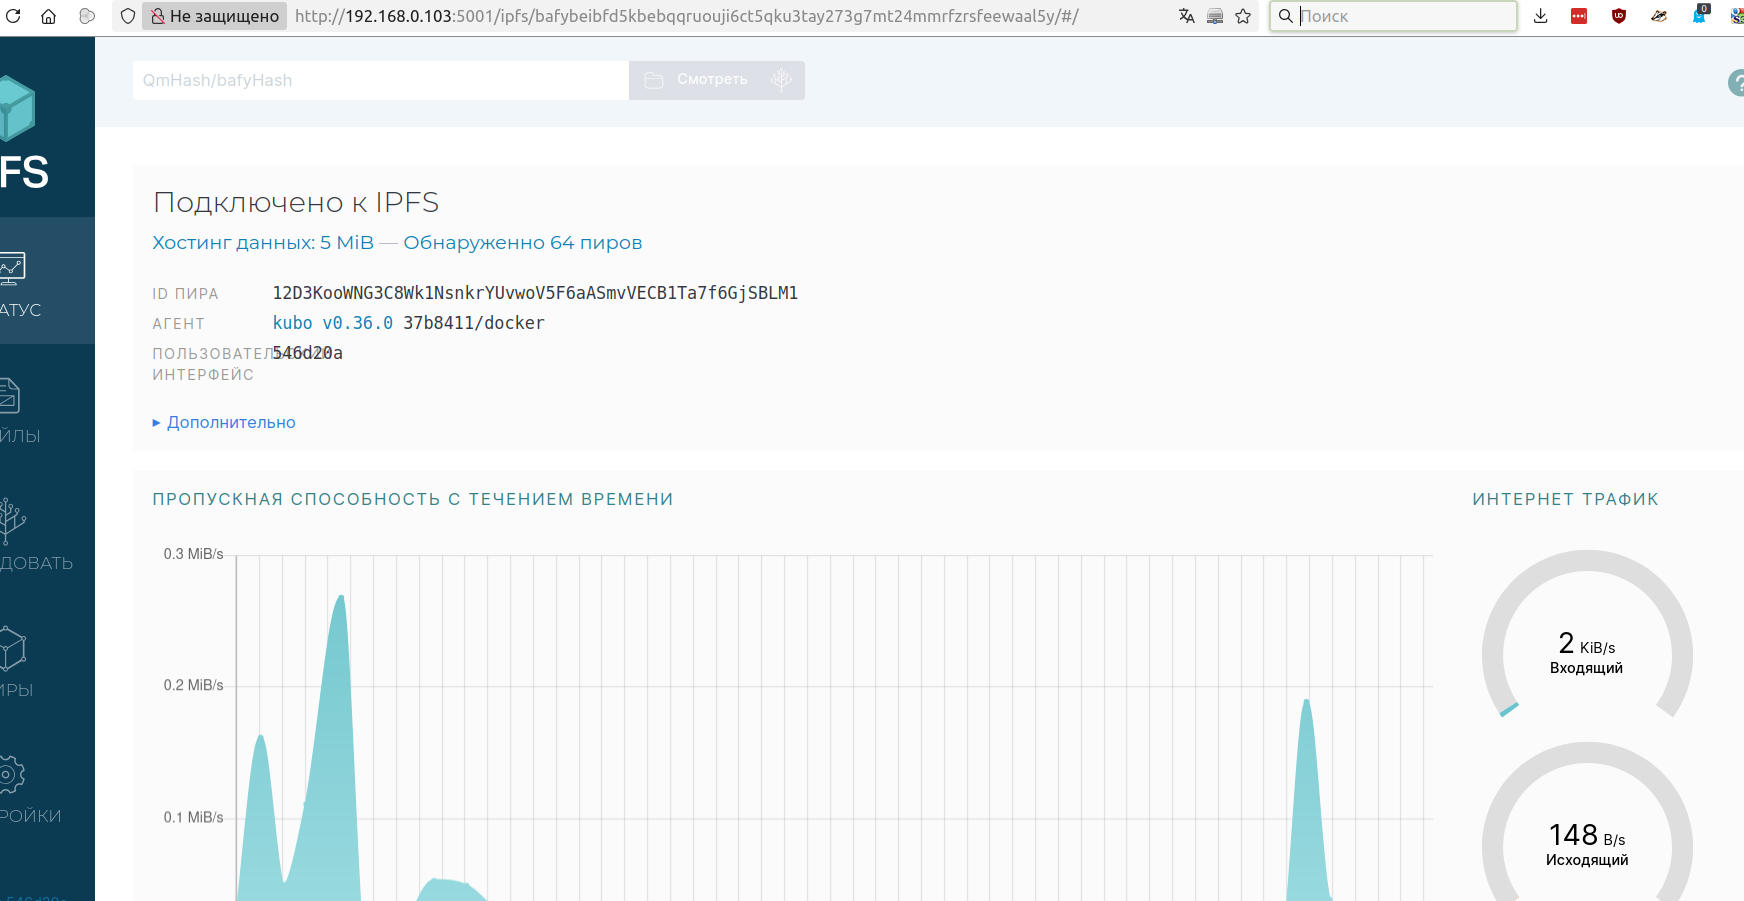 Не защищено http://192.168.0.103:5001/ipfs/bafybeibfd5kbebqqruouji6ct5qku3tay273g7mt24mmrfzrsfeewaal5y/#/ Поиск 0
QmHash/bafyHash Смотреть ?
FS
АТУС
ЙЛЫ
ДОВАТЬ
ИРЫ
РОЙКИ
Подключено к IPFS
Хостинг данных: 5 MiB — Обнаруженно 64 пиров
ID ПИРА 12D3KooWNG3C8Wk1NsnkrYUvwoV5F6aASmvVECB1Ta7f6GjSBLM1
АГЕНТ kubo v0.36.0 37b8411/docker
ПОЛЬЗОВАТЕЛЬСКИЙ 546d20a
ИНТЕРФЕЙС
▸ Дополнительно
ПРОПУСКНАЯ СПОСОБНОСТЬ С ТЕЧЕНИЕМ ВРЕМЕНИ
0.3 MiB/s
0.2 MiB/s
0.1 MiB/s
ИНТЕРНЕТ ТРАФИК
2 KiB/s
Входящий
148 B/s
Исходящий